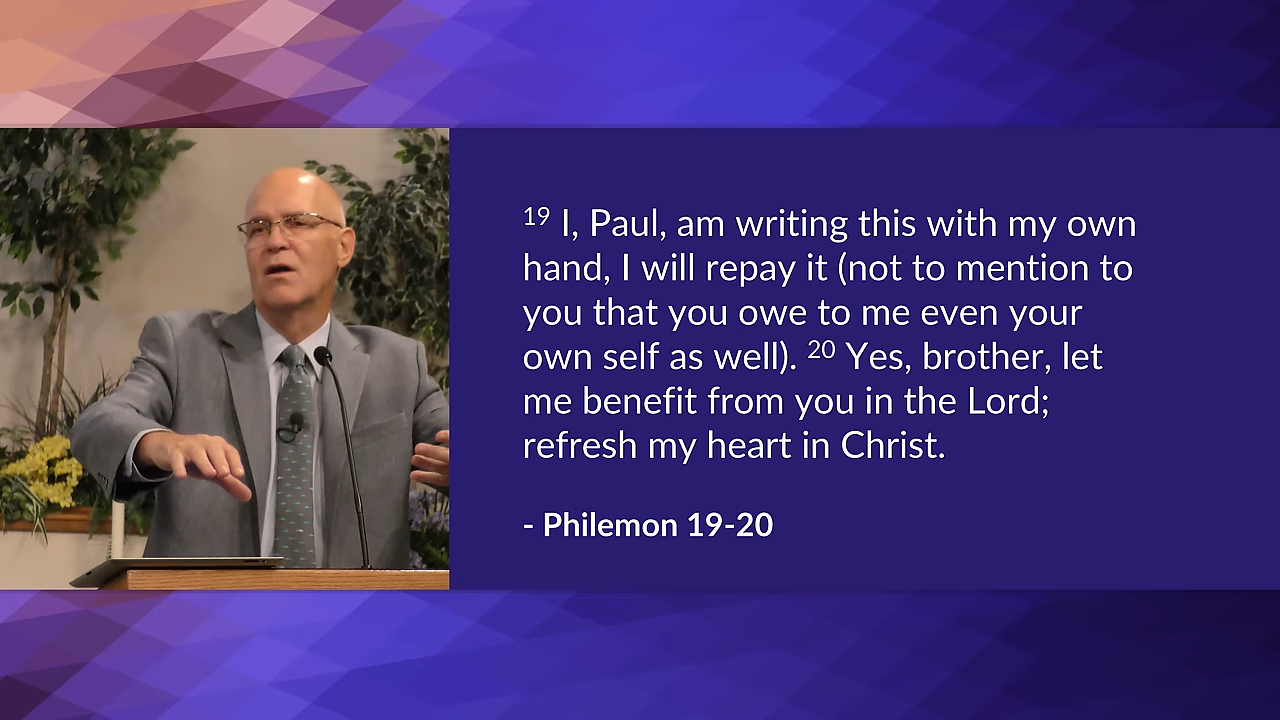 19 I, Paul, am writing this with my own
hand, I will repay it (not to mention to
you that you owe to me even your
own self as well). 20 Yes, brother, let
me benefit from you in the Lord;
refresh my heart in Christ.
- Philemon 19-20